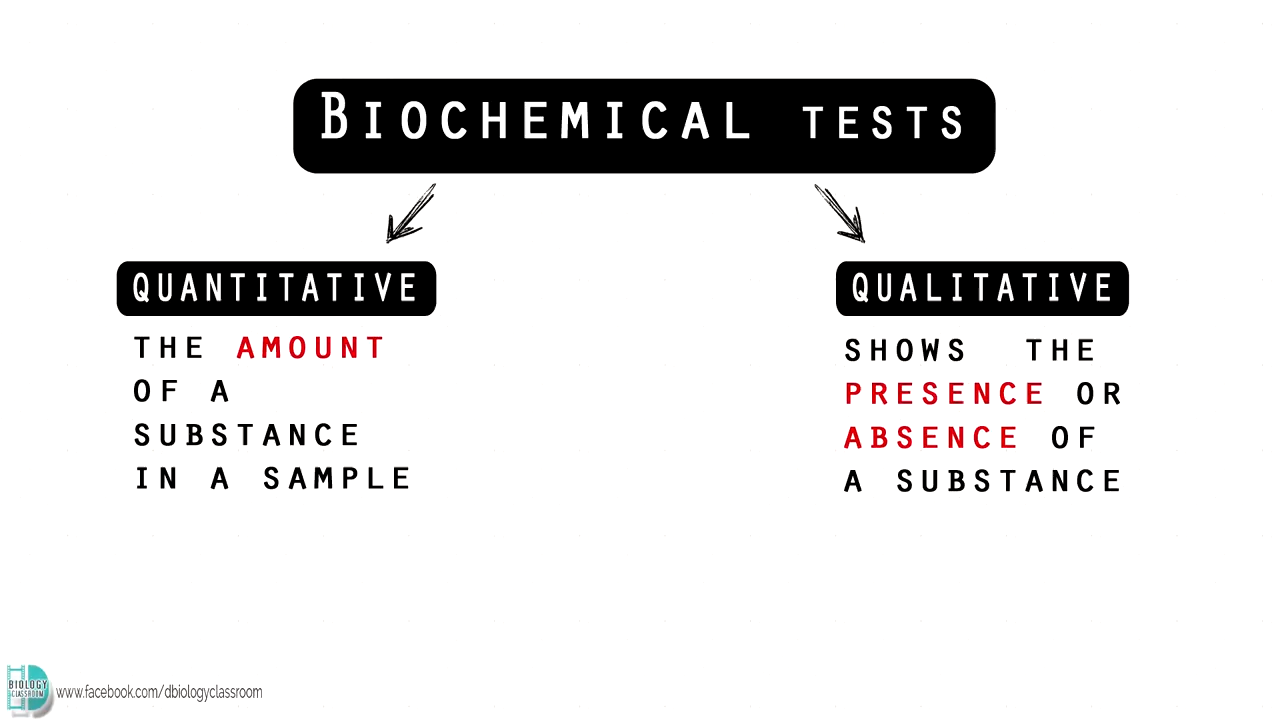 BIOCHEMICAL TESTS
QUANTITATIVE
THE AMOUNT
OF A
SUBSTANCE
IN A SAMPLE
QUALITATIVE
SHOWS THE
PRESENCE OR
ABSENCE OF
A SUBSTANCE
BIOLOGY
CLASSROOM
www.facebook.com/dbiologyclassroom